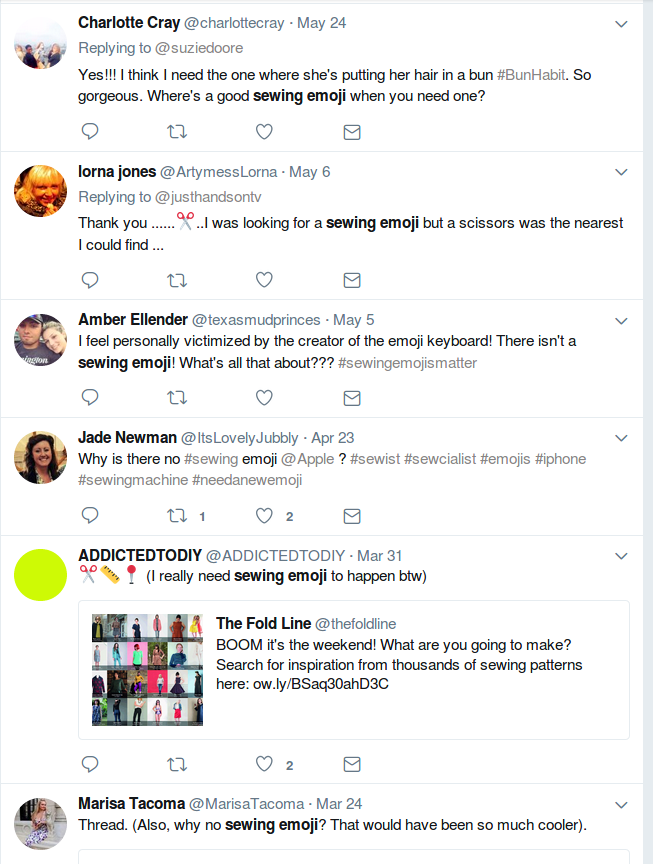 Charlotte Cray @charlottecray · May 24
Replying to @suziedoore
Yes!!! I think I need the one where she's putting her hair in a bun #BunHabit. So
gorgeous. Where's a good sewing emoji when you need one?
lorna jones @ArtymessLorna · May 6
Replying to @justhandsontv
Thank you ......✂️..I was looking for a sewing emoji but a scissors was the nearest
I could find ...
Amber Ellender @texasmudprinces · May 5
I feel personally victimized by the creator of the emoji keyboard! There isn't a
sewing emoji! What's all that about??? #sewingemojismatter
Jade Newman @ItsLovelyJubbly · Apr 23
Why is there no #sewing emoji @Apple ? #sewist #sewcialist #emojis #iphone
#sewingmachine #needanewemoji
1 2
ADDICTEDTODIY @ADDICTEDTODIY · Mar 31
✂️📏📍 (I really need sewing emoji to happen btw)
The Fold Line @thefoldline
BOOM it's the weekend! What are you going to make?
Search for inspiration from thousands of sewing patterns
here: ow.ly/BSaq30ahD3C
2
Marisa Tacoma @MarisaTacoma · Mar 24
Thread. (Also, why no sewing emoji? That would have been so much cooler).